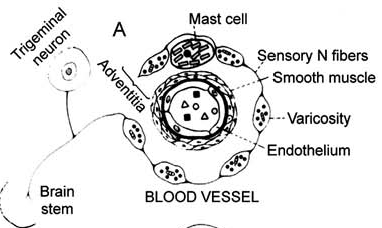 A
Mast cell
Trigeminal
neuron
Adventitia
Sensory N fibers
Smooth muscle
Varicosity
Endothelium
Brain
stem
BLOOD VESSEL